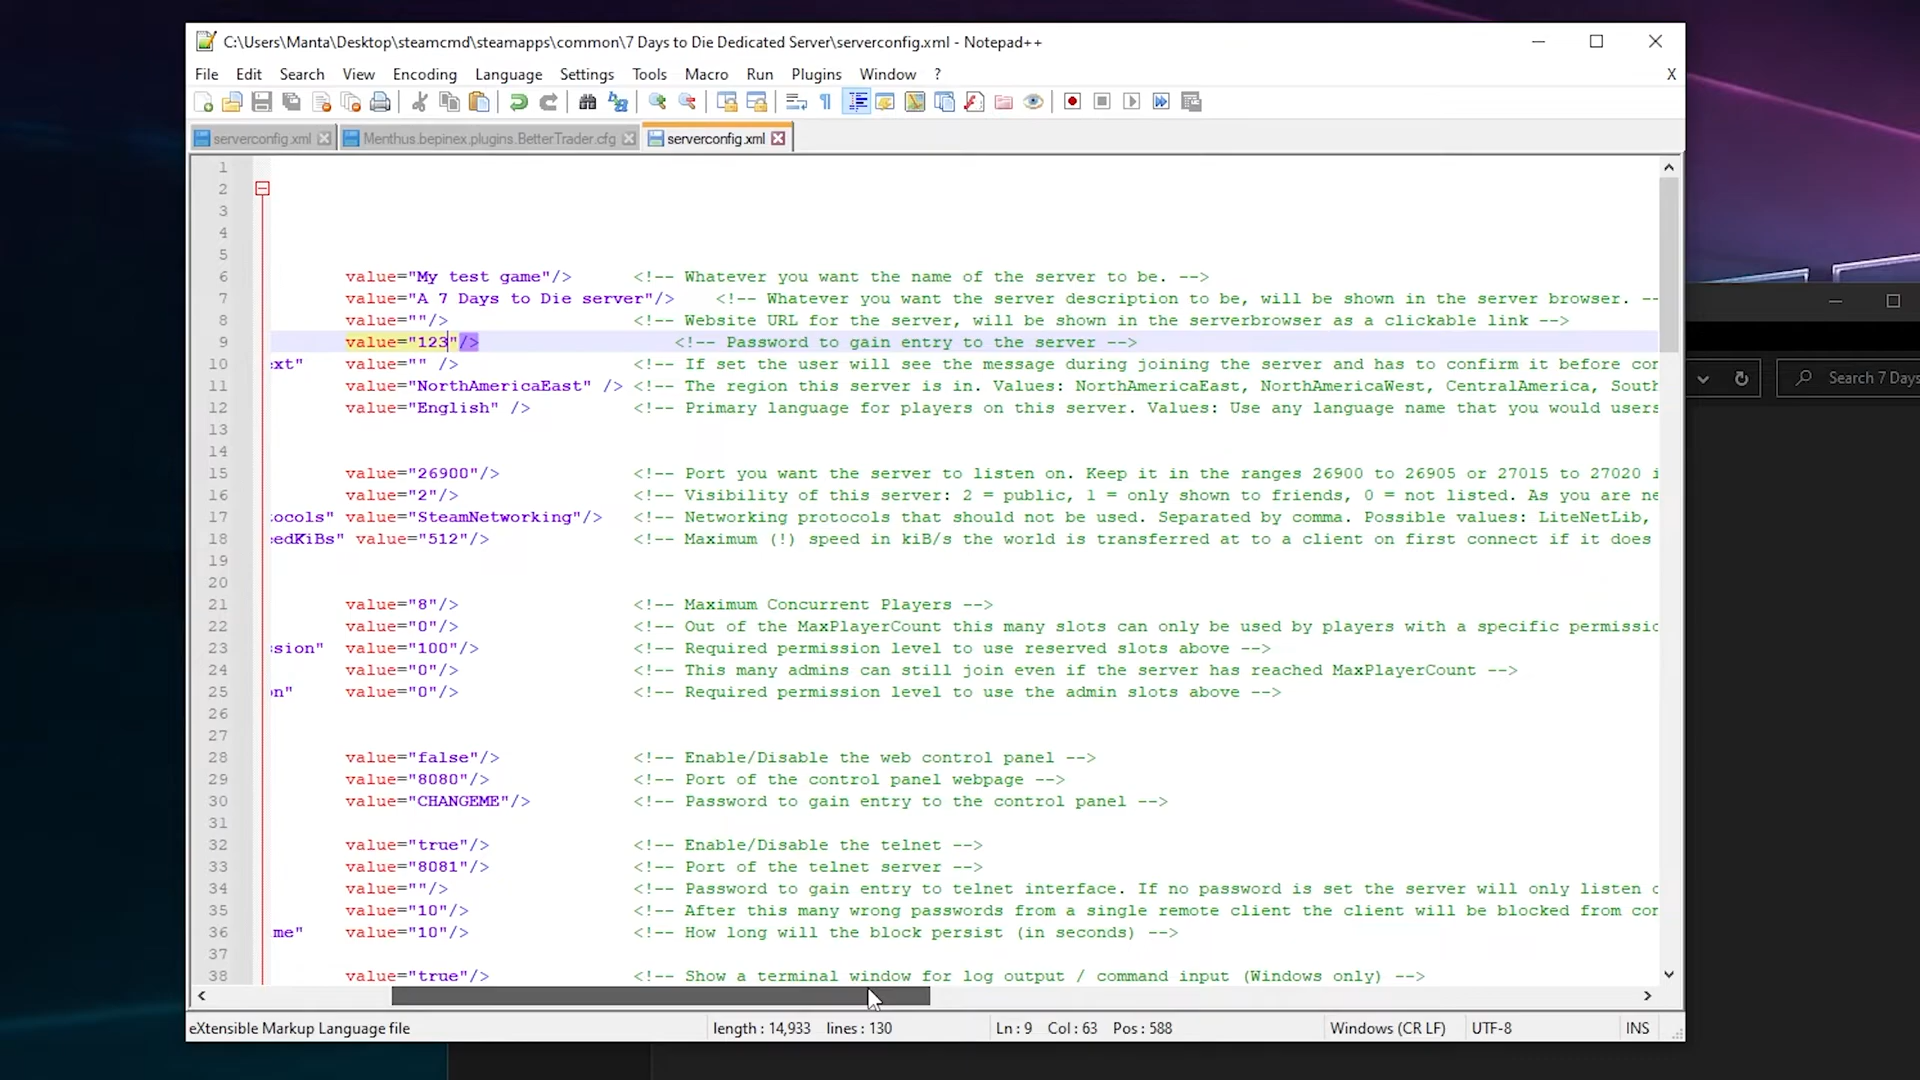 C:\Users\Manta\Desktop\steamcmd\steamapps\common\7 Days to Die Dedicated Server\serverconfig.xml - Notepad++
File Edit Search View Encoding Language Settings Tools Macro Run Plugins Window ? X
serverconfig.xml Menthus.bepinex.plugins.BetterTrader.cfg serverconfig.xml
1
2
3
4
5
6 value="My test game"/> <!-- Whatever you want the name of the server to be. -->
7 value="A 7 Days to Die server"/> <!-- Whatever you want the server description to be, will be shown in the server browser. --
8 value=""/> <!-- Website URL for the server, will be shown in the serverbrowser as a clickable link -->
9 value="123"/> <!-- Password to gain entry to the server -->
10 ext" value="" /> <!-- If set the user will see the message during joining the server and has to confirm it before con
11 value="NorthAmericaEast" /> <!-- The region this server is in. Values: NorthAmericaEast, NorthAmericaWest, CentralAmerica, South
12 value="English" /> <!-- Primary language for players on this server. Values: Use any language name that you would users
13
14
15 value="26900"/> <!-- Port you want the server to listen on. Keep it in the ranges 26900 to 26905 or 27015 to 27020 i
16 value="2"/> <!-- Visibility of this server: 2 = public, 1 = only shown to friends, 0 = not listed. As you are ne
17 ocols" value="SteamNetworking"/> <!-- Networking protocols that should not be used. Separated by comma. Possible values: LiteNetLib,
18 edKiBs" value="512"/> <!-- Maximum (!) speed in kiB/s the world is transferred at to a client on first connect if it does
19
20
21 value="8"/> <!-- Maximum Concurrent Players -->
22 value="0"/> <!-- Out of the MaxPlayerCount this many slots can only be used by players with a specific permissio
23 sion" value="100"/> <!-- Required permission level to use reserved slots above -->
24 value="0"/> <!-- This many admins can still join even if the server has reached MaxPlayerCount -->
25 on" value="0"/> <!-- Required permission level to use the admin slots above -->
26
27
28 value="false"/> <!-- Enable/Disable the web control panel -->
29 value="8080"/> <!-- Port of the control panel webpage -->
30 value="CHANGEME"/> <!-- Password to gain entry to the control panel -->
31
32 value="true"/> <!-- Enable/Disable the telnet -->
33 value="8081"/> <!-- Port of the telnet server -->
34 value=""/> <!-- Password to gain entry to telnet interface. If no password is set the server will only listen o
35 value="10"/> <!-- After this many wrong passwords from a single remote client the client will be blocked from con
36 me" value="10"/> <!-- How long will the block persist (in seconds) -->
37
38 value="true"/> <!-- Show a terminal window for log output / command input (Windows only) -->
eXtensible Markup Language file length : 14,933 lines : 130 Ln : 9 Col : 63 Pos : 588 Windows (CR LF) UTF-8 INS
Search 7 Days